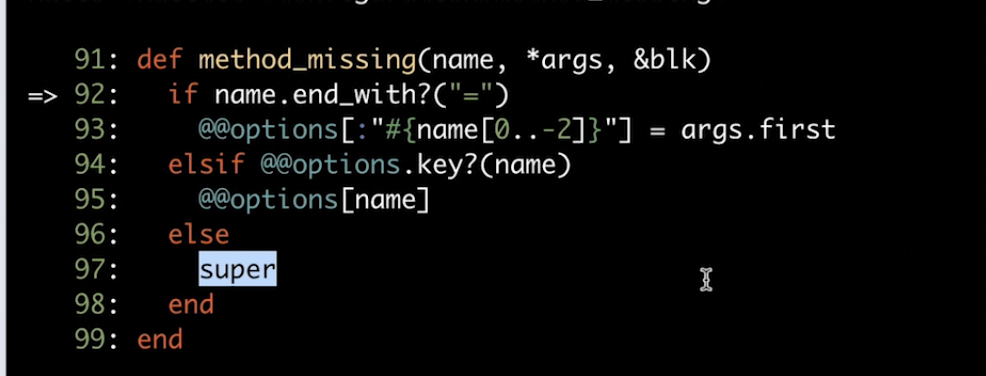 91: def method_missing(name, *args, &blk)
=> 92:   if name.end_with?("=")
93:     @@options[:"#{name[0..-2]}"] = args.first
94:   elsif @@options.key?(name)
95:     @@options[name]
96:   else
97:     super
98:   end
99: end